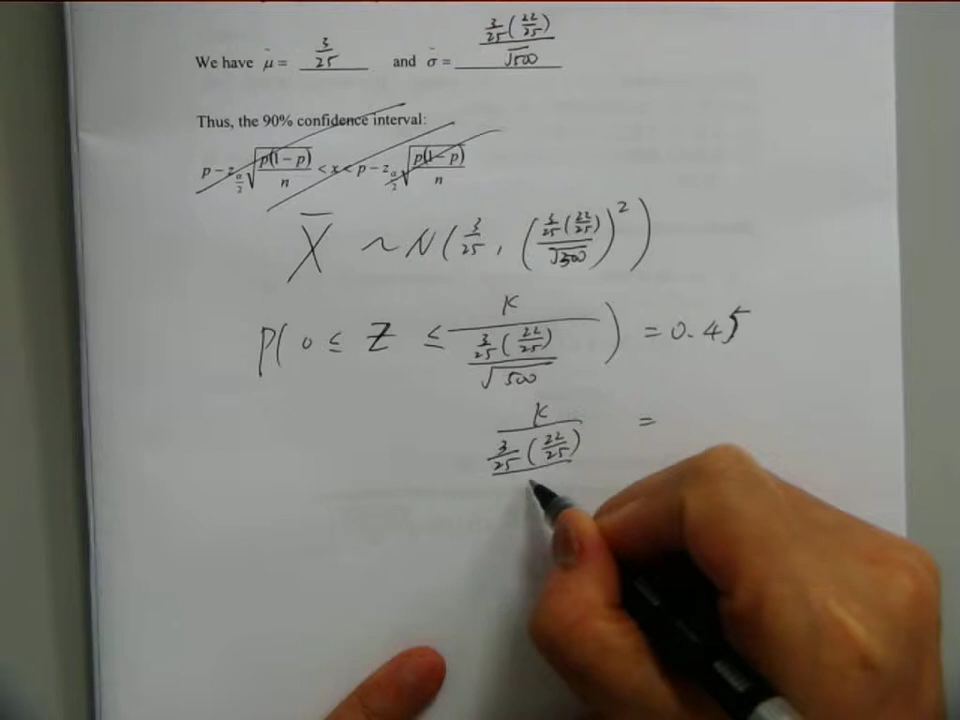 We have μ̄ = 3/25 and σ̄ = (3/25(22/25))/√500
Thus, the 90% confidence interval:
p − z_(α/2) √(p(1 − p)/n) < x < p − z_(α/2) √(p(1 − p)/n)
X̄ ~ N(3/25, ((3/25(22/25))/√500)²)
P(0 ≤ Z ≤ K/((3/25(22/25))/√500)) = 0.45
K/(3/25(22/25)) =